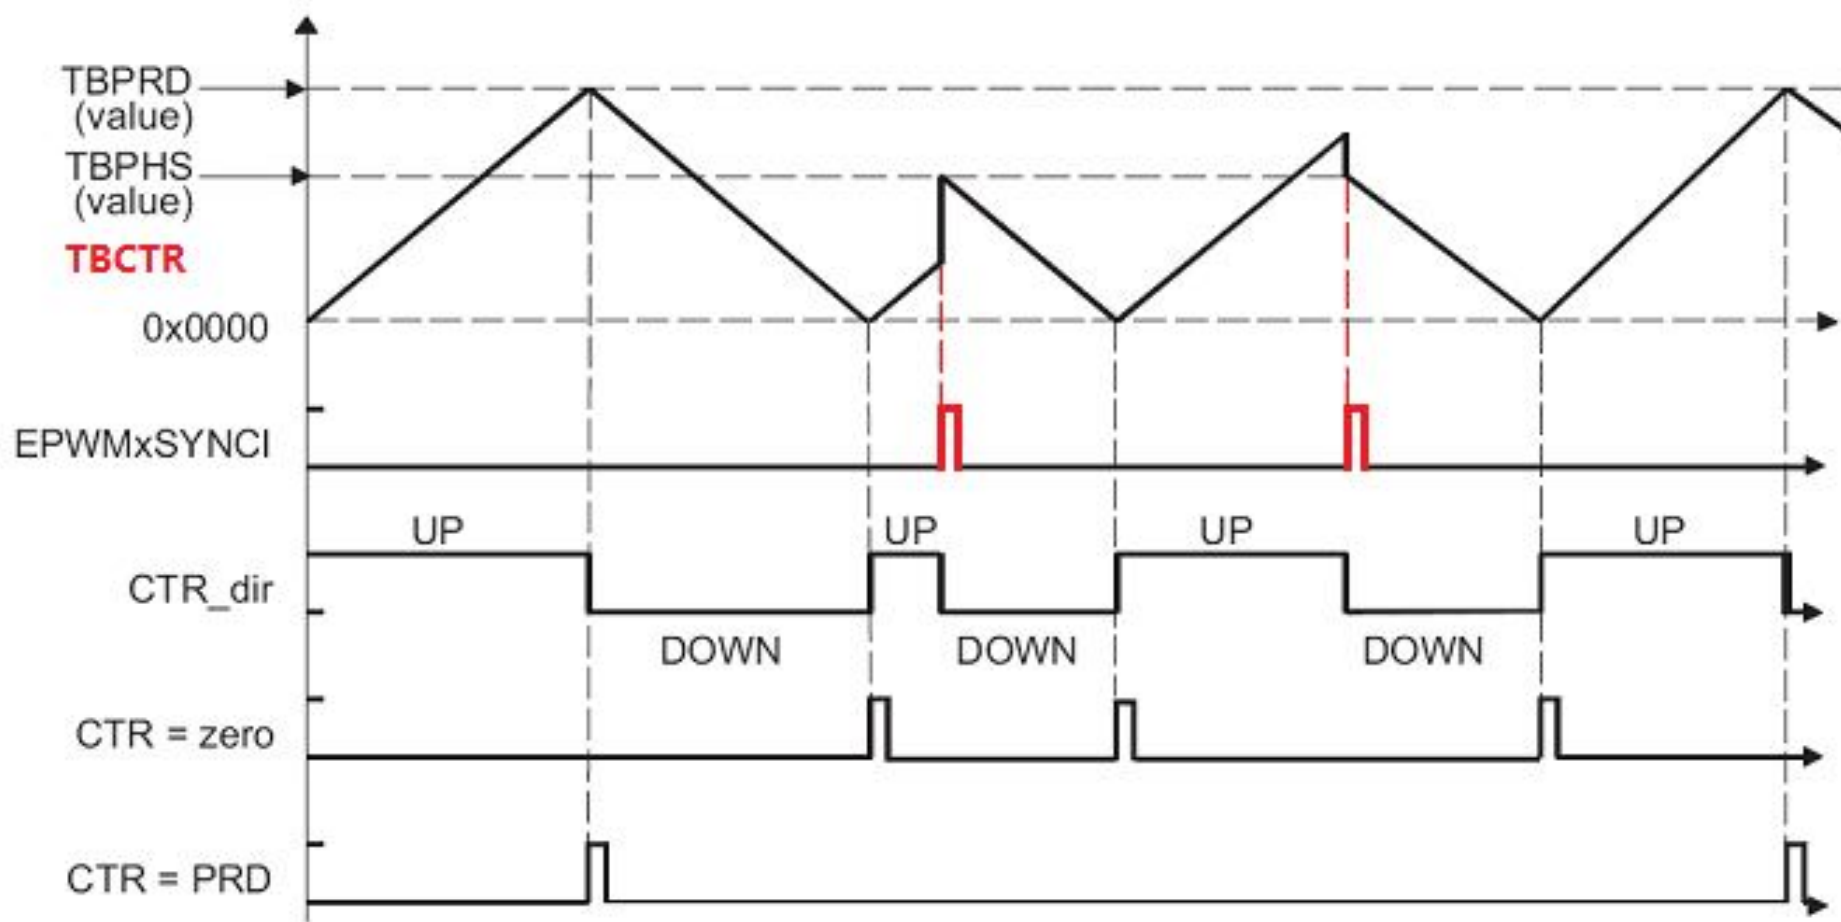 TBPRD
(value)
TBPHS
(value)
TBCTR
0x0000
EPWMxSYNCI
UP
UP
UP
UP
CTR_dir
DOWN
DOWN
DOWN
CTR = zero
CTR = PRD